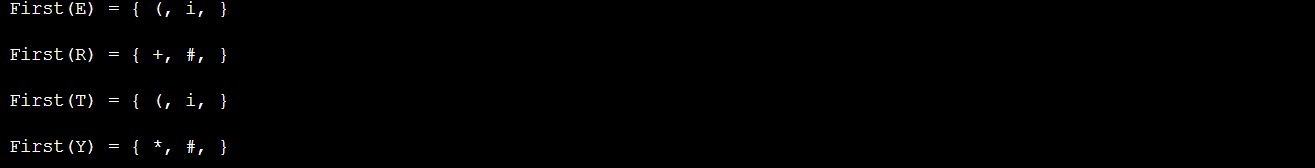 First(E) = { (, i, }
First(R) = { +, #, }
First(T) = { (, i, }
First(Y) = { *, #, }